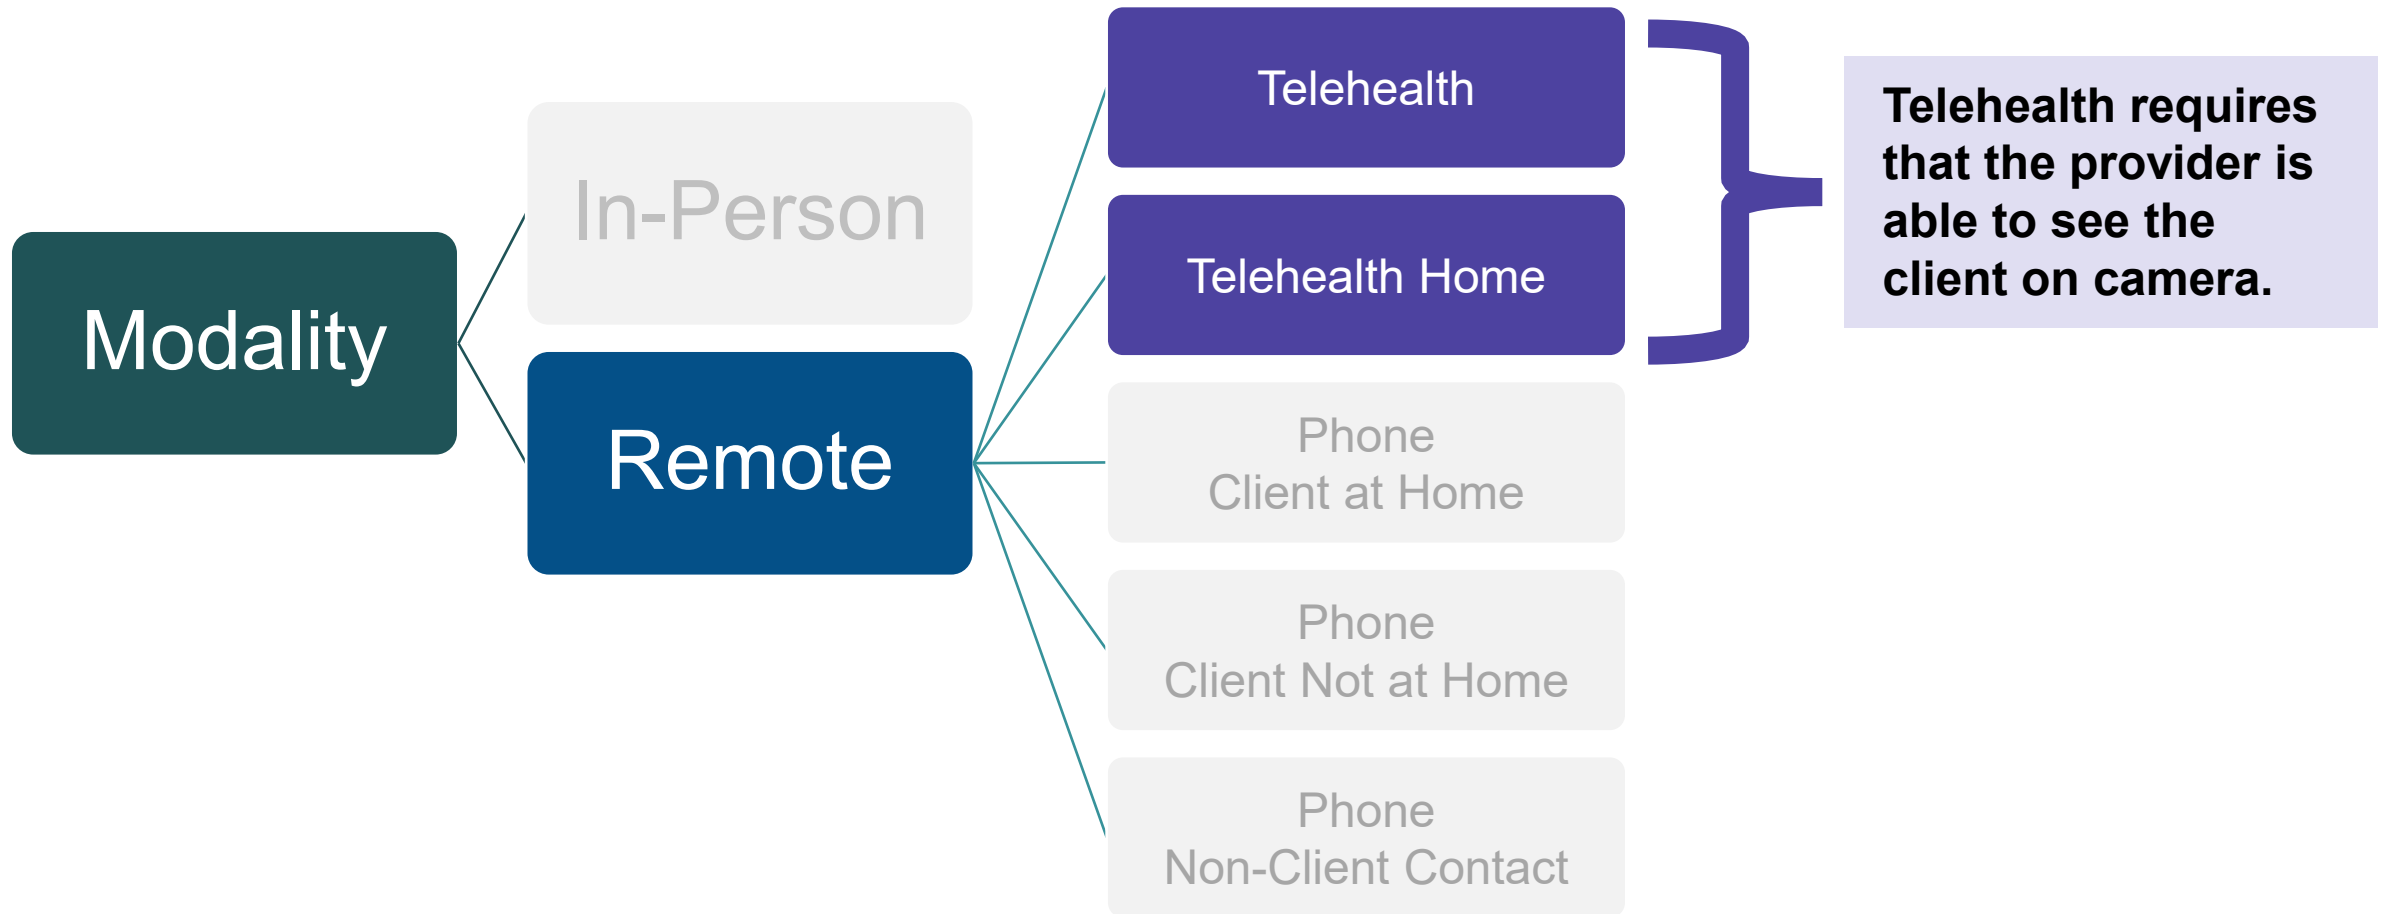 Modality
In-Person
Remote
Telehealth
Telehealth Home
Phone
Client at Home
Phone
Client Not at Home
Phone
Non-Client Contact
Telehealth requires
that the provider is
able to see the
client on camera.